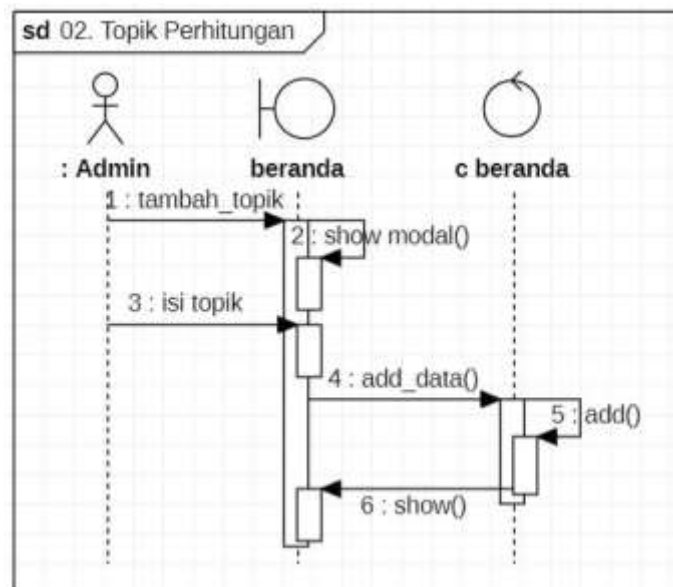 sd 02. Topik Perhitungan
: Admin
beranda
c beranda
1 : tambah_topik
2 : show modal()
3 : isi topik
4 : add_data()
5 : add()
6 : show()